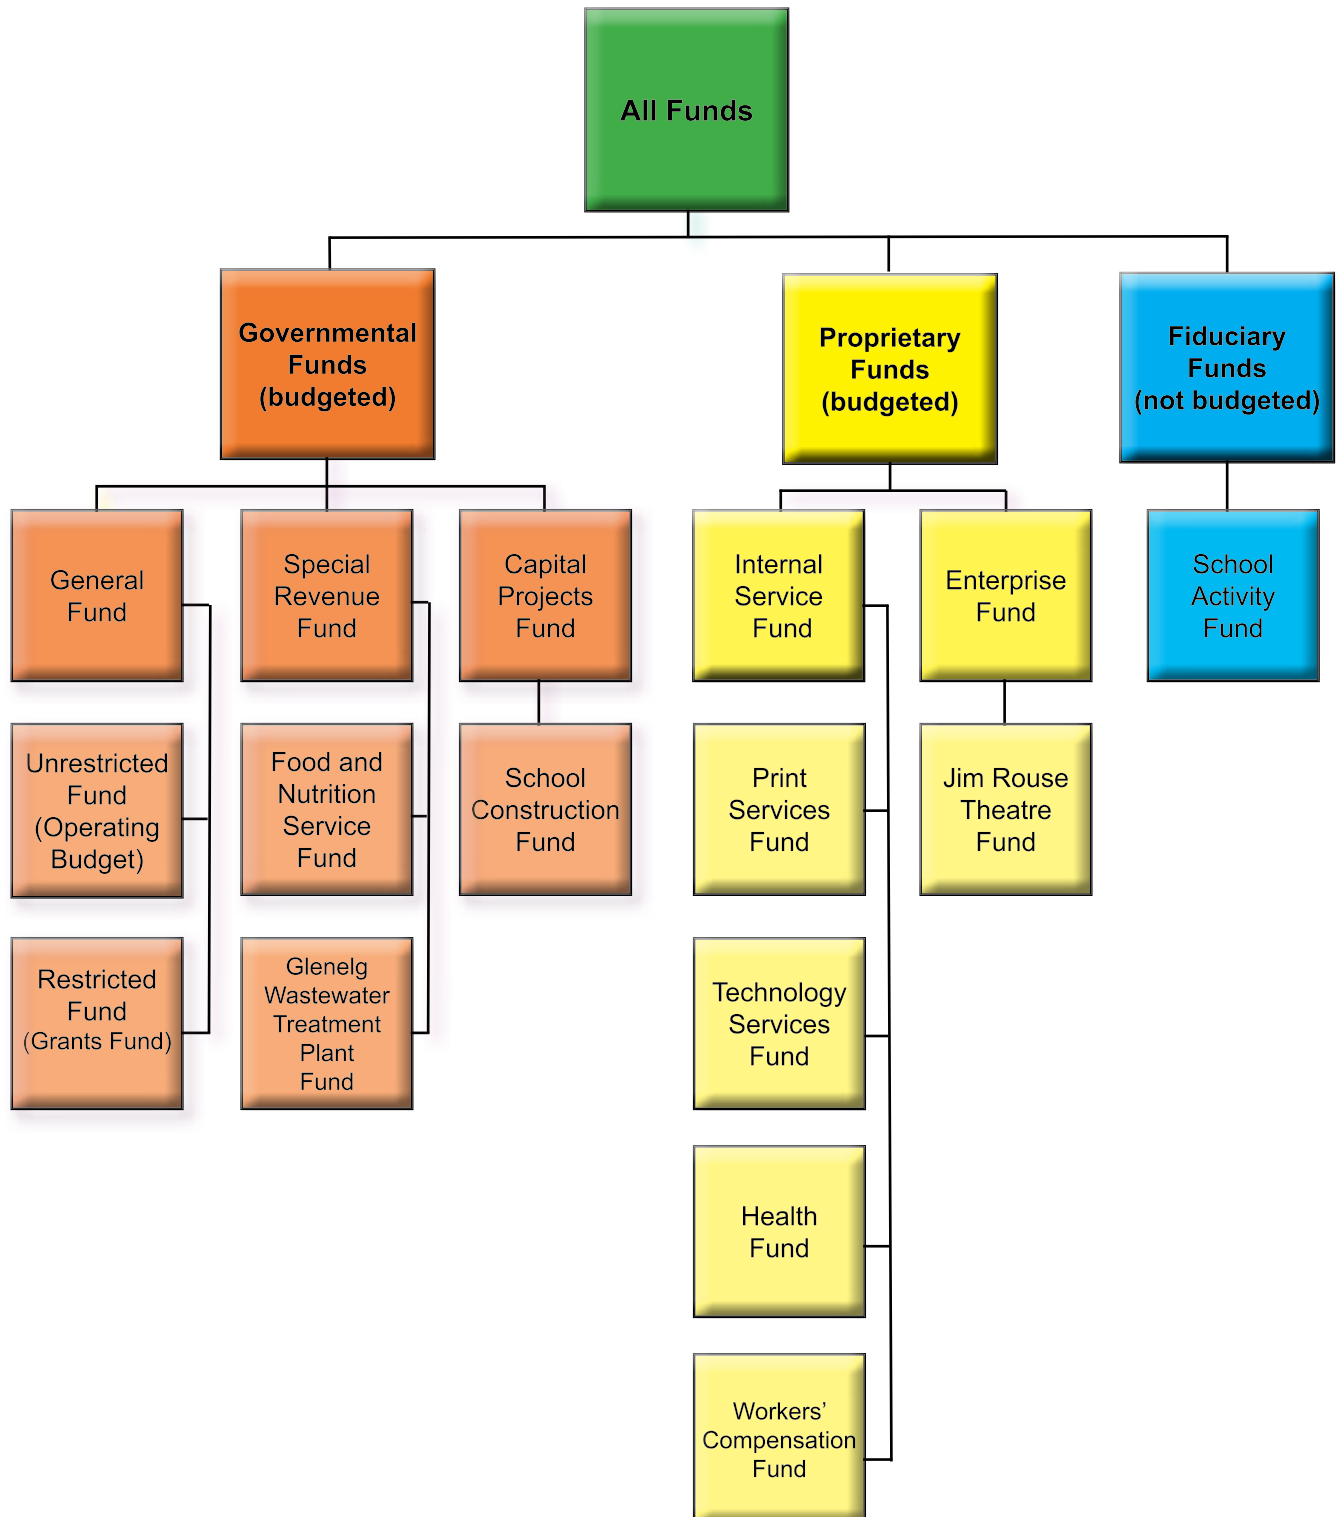 All Funds
Governmental
Funds
(budgeted)
Proprietary
Funds
(budgeted)
Fiduciary
Funds
(not budgeted)
General
Fund
Special
Revenue
Fund
Capital
Projects
Fund
Internal
Service
Fund
Enterprise
Fund
School
Activity
Fund
Unrestricted
Fund
(Operating
Budget)
Food and
Nutrition
Service
Fund
School
Construction
Fund
Print
Services
Fund
Jim Rouse
Theatre
Fund
Restricted
Fund
(Grants Fund)
Glenelg
Wastewater
Treatment
Plant
Fund
Technology
Services
Fund
Health
Fund
Workers’
Compensation
Fund